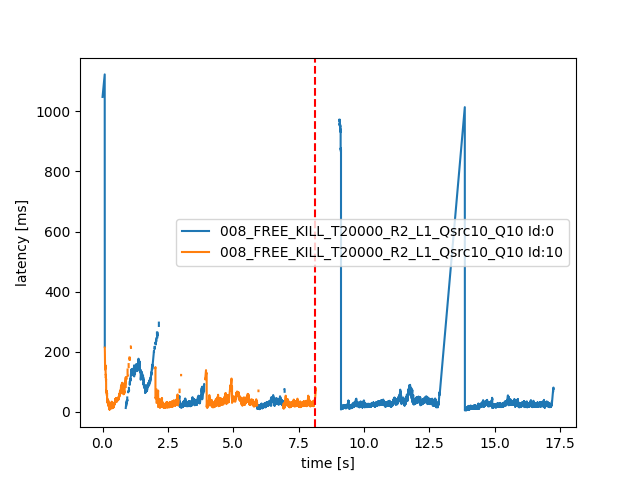 1000
800
600
400
200
0
latency [ms]
008_FREE_KILL_T20000_R2_L1_Qsrc10_Q10 Id:0
008_FREE_KILL_T20000_R2_L1_Qsrc10_Q10 Id:10
0.0 2.5 5.0 7.5 10.0 12.5 15.0 17.5
time [s]